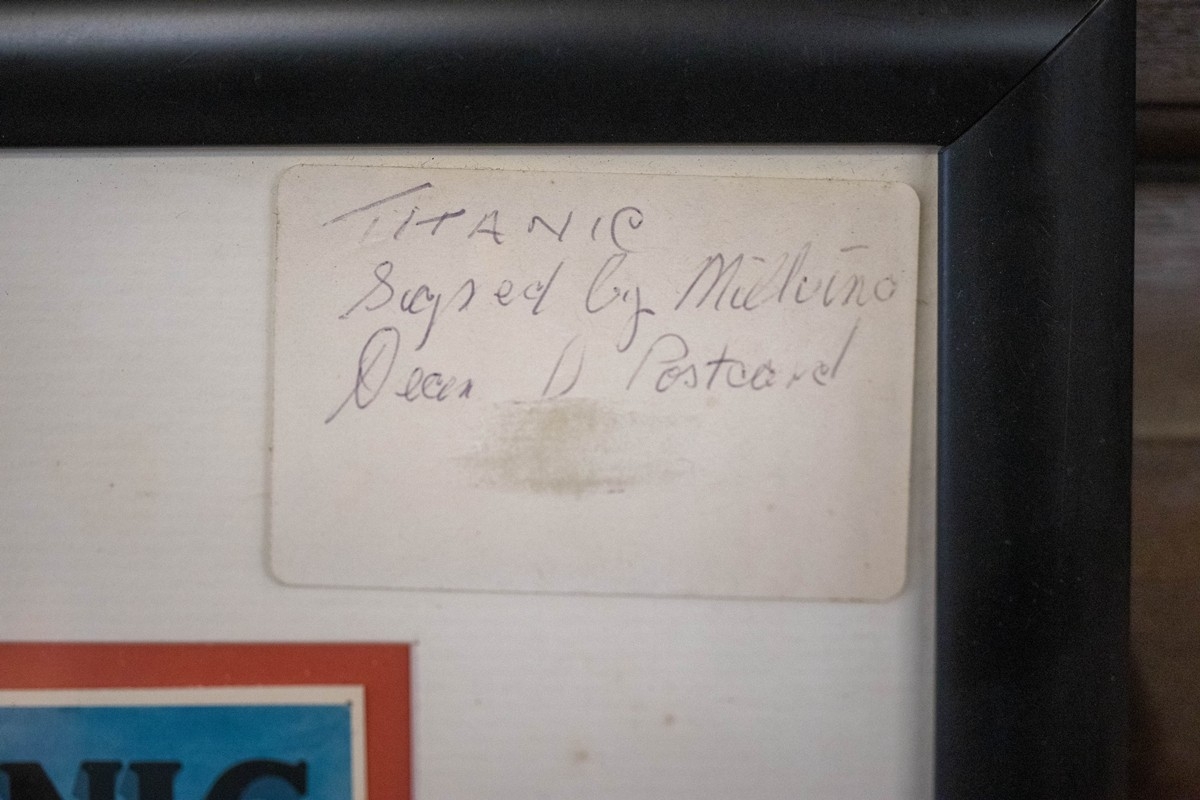 TITANIC
Signed by Millvina
Dean D Postcard
NIC